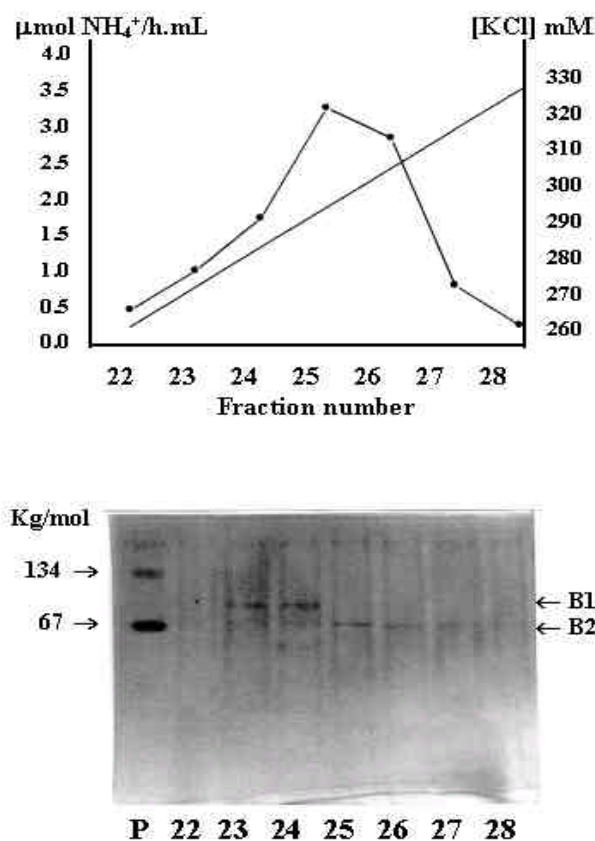 µmol NH₄⁺/h.mL [KCl] mM
4.0
3.5
3.0
2.5
2.0
1.5
1.0
0.5
0.0
330
320
310
300
290
280
270
260
22 23 24 25 26 27 28
Fraction number
Kg/mol
134 →
67 →
← B1
← B2
P 22 23 24 25 26 27 28